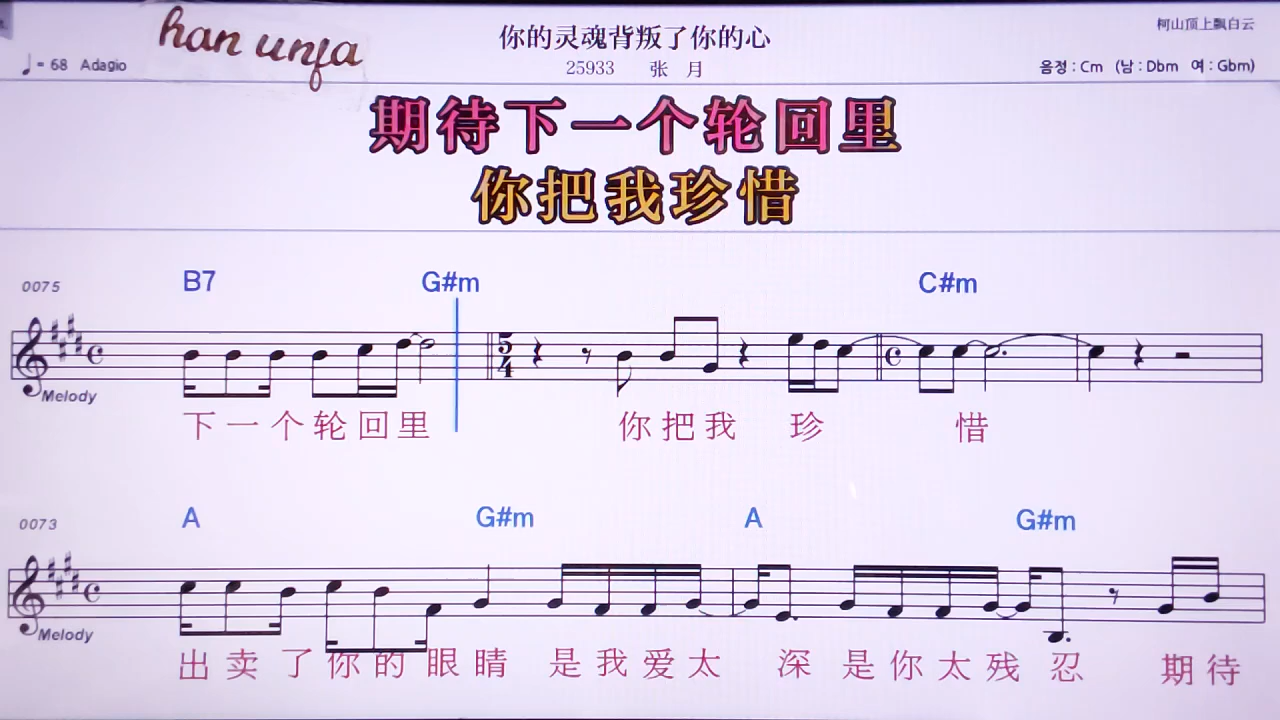 han unfa
你的灵魂背叛了你的心
柯山顶上飘白云
♩= 68 Adagio
25933 张 月
음정 : Cm (남 : Dbm 여 : Gbm)
期待下一个轮回里
你把我珍惜
0075
B7 G#m C#m
5/4
Melody
下一个轮回里 你把我 珍 惜
0073
A G#m A G#m
Melody
出卖了你的眼睛 是我爱太 深 是你太残忍 期待